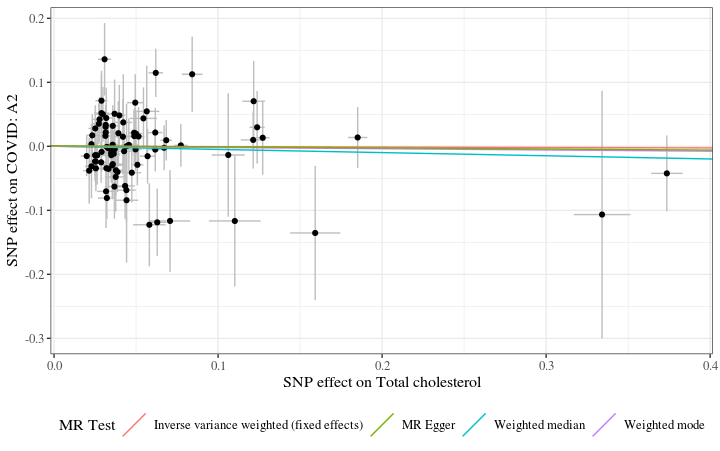 SNP effect on COVID: A2
0.2
0.1
0.0
-0.1
-0.2
-0.3
0.0 0.1 0.2 0.3 0.4
SNP effect on Total cholesterol
MR Test Inverse variance weighted (fixed effects) MR Egger Weighted median Weighted mode